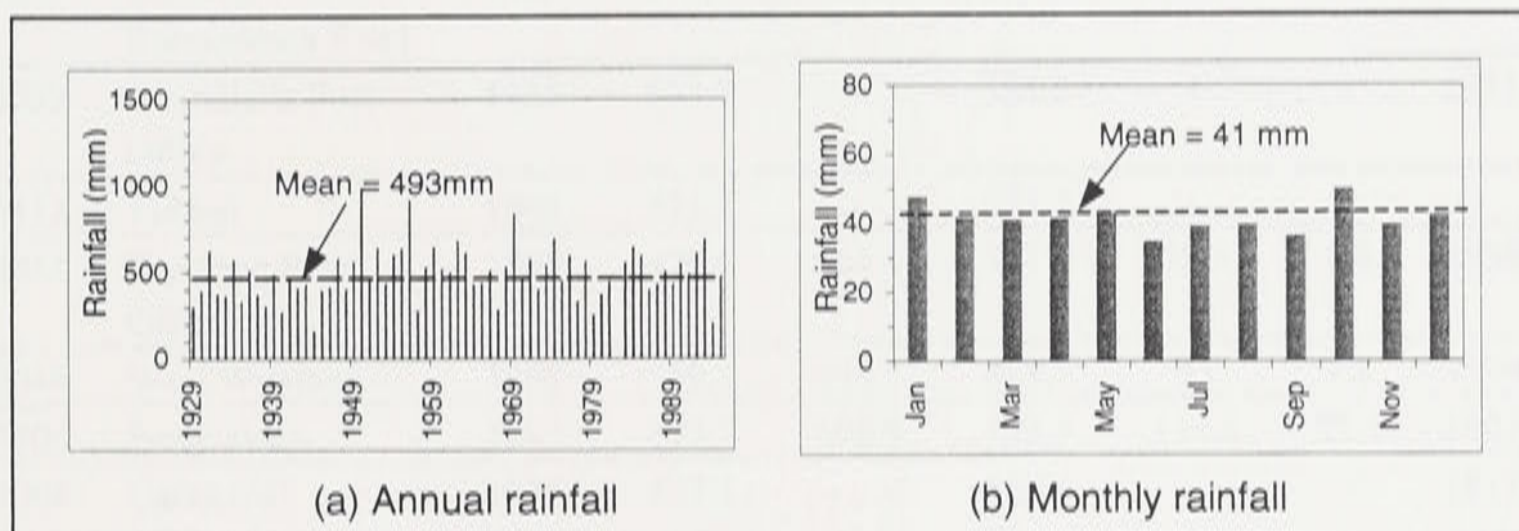 1500
1000
500
0
Rainfall (mm)
Mean = 493mm
1929
1939
1949
1959
1969
1979
1989
(a) Annual rainfall
80
60
40
20
0
Rainfall (mm)
Mean = 41 mm
Jan
Mar
May
Jul
Sep
Nov
(b) Monthly rainfall